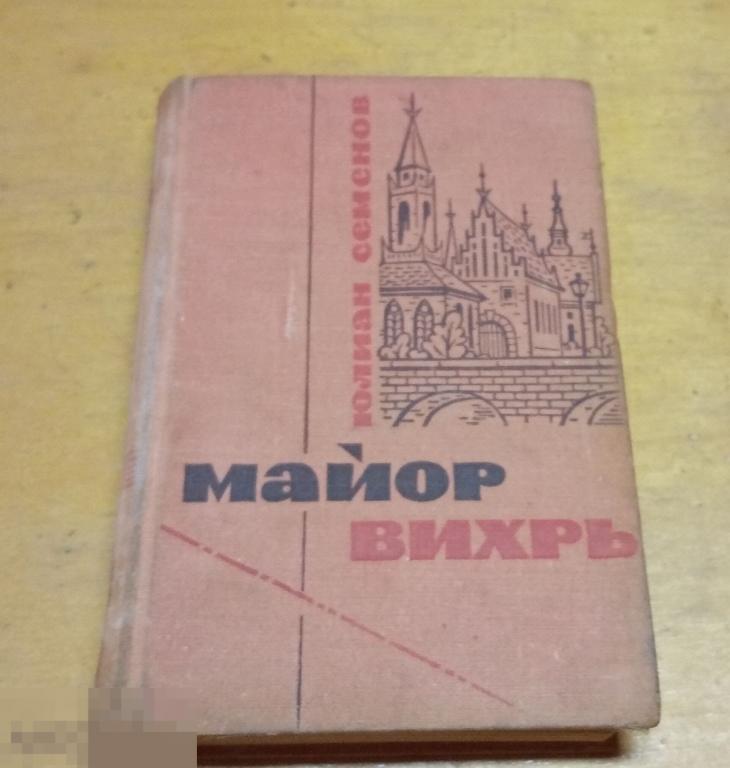 Юлиан Семенов
майор
вихрь